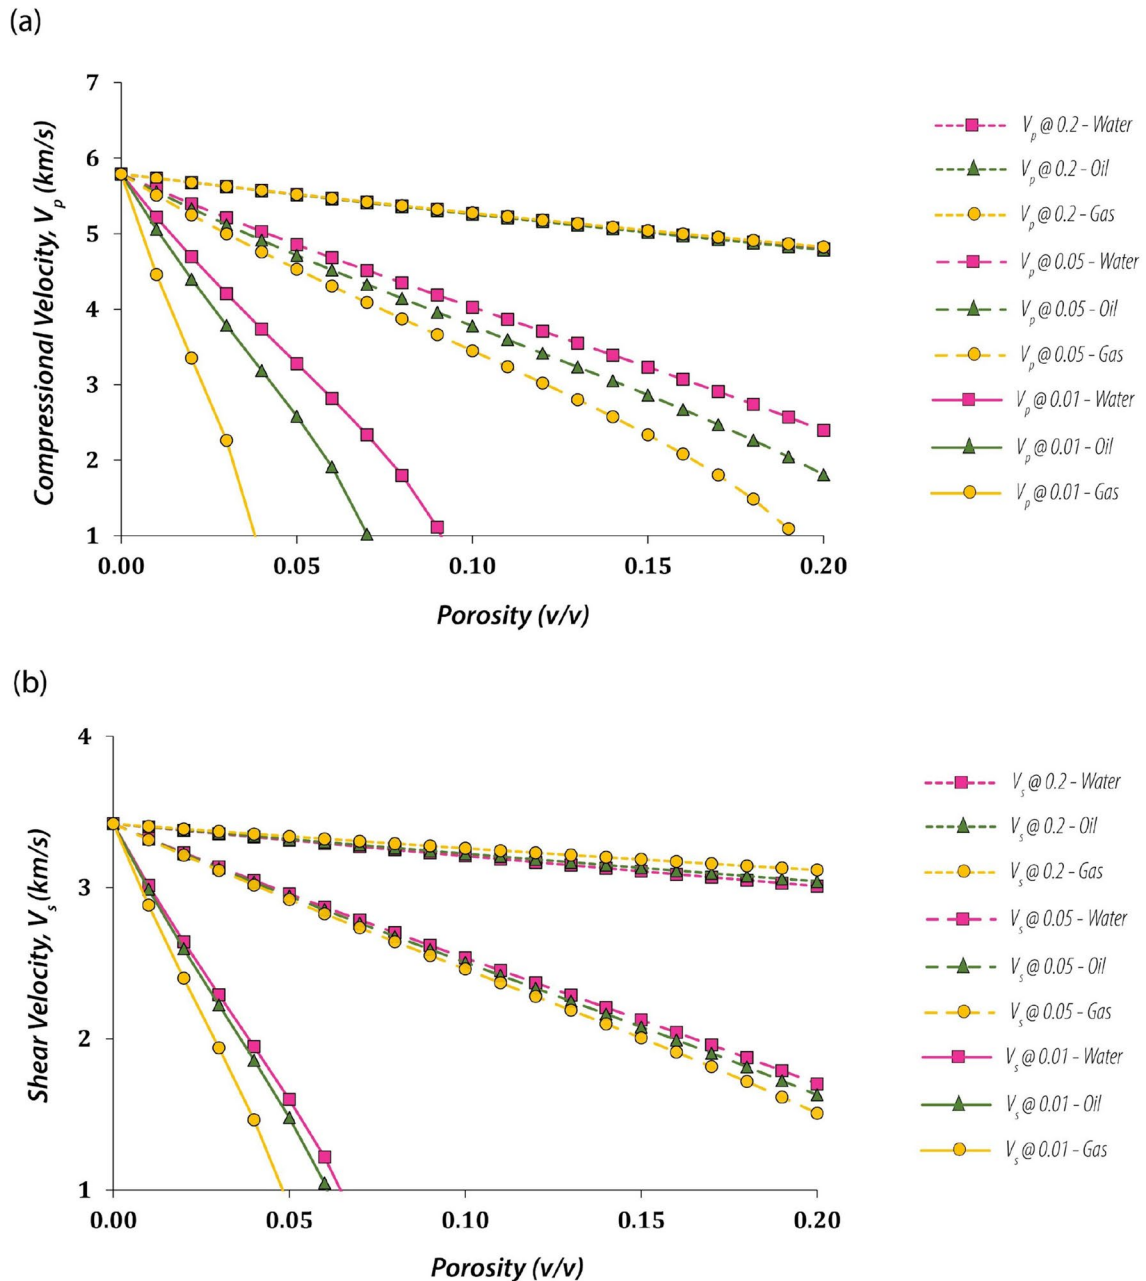 (a)
7
6
5
4
3
2
1
Compressional Velocity, Vp (km/s)
0.00 0.05 0.10 0.15 0.20
Porosity (v/v)
Vp @ 0.2 – Water
Vp @ 0.2 – Oil
Vp @ 0.2 – Gas
Vp @ 0.05 – Water
Vp @ 0.05 – Oil
Vp @ 0.05 – Gas
Vp @ 0.01 – Water
Vp @ 0.01 – Oil
Vp @ 0.01 – Gas
(b)
4
3
2
1
Shear Velocity, Vs (km/s)
0.00 0.05 0.10 0.15 0.20
Porosity (v/v)
Vs @ 0.2 – Water
Vs @ 0.2 – Oil
Vs @ 0.2 – Gas
Vs @ 0.05 – Water
Vs @ 0.05 – Oil
Vs @ 0.05 – Gas
Vs @ 0.01 – Water
Vs @ 0.01 – Oil
Vs @ 0.01 – Gas